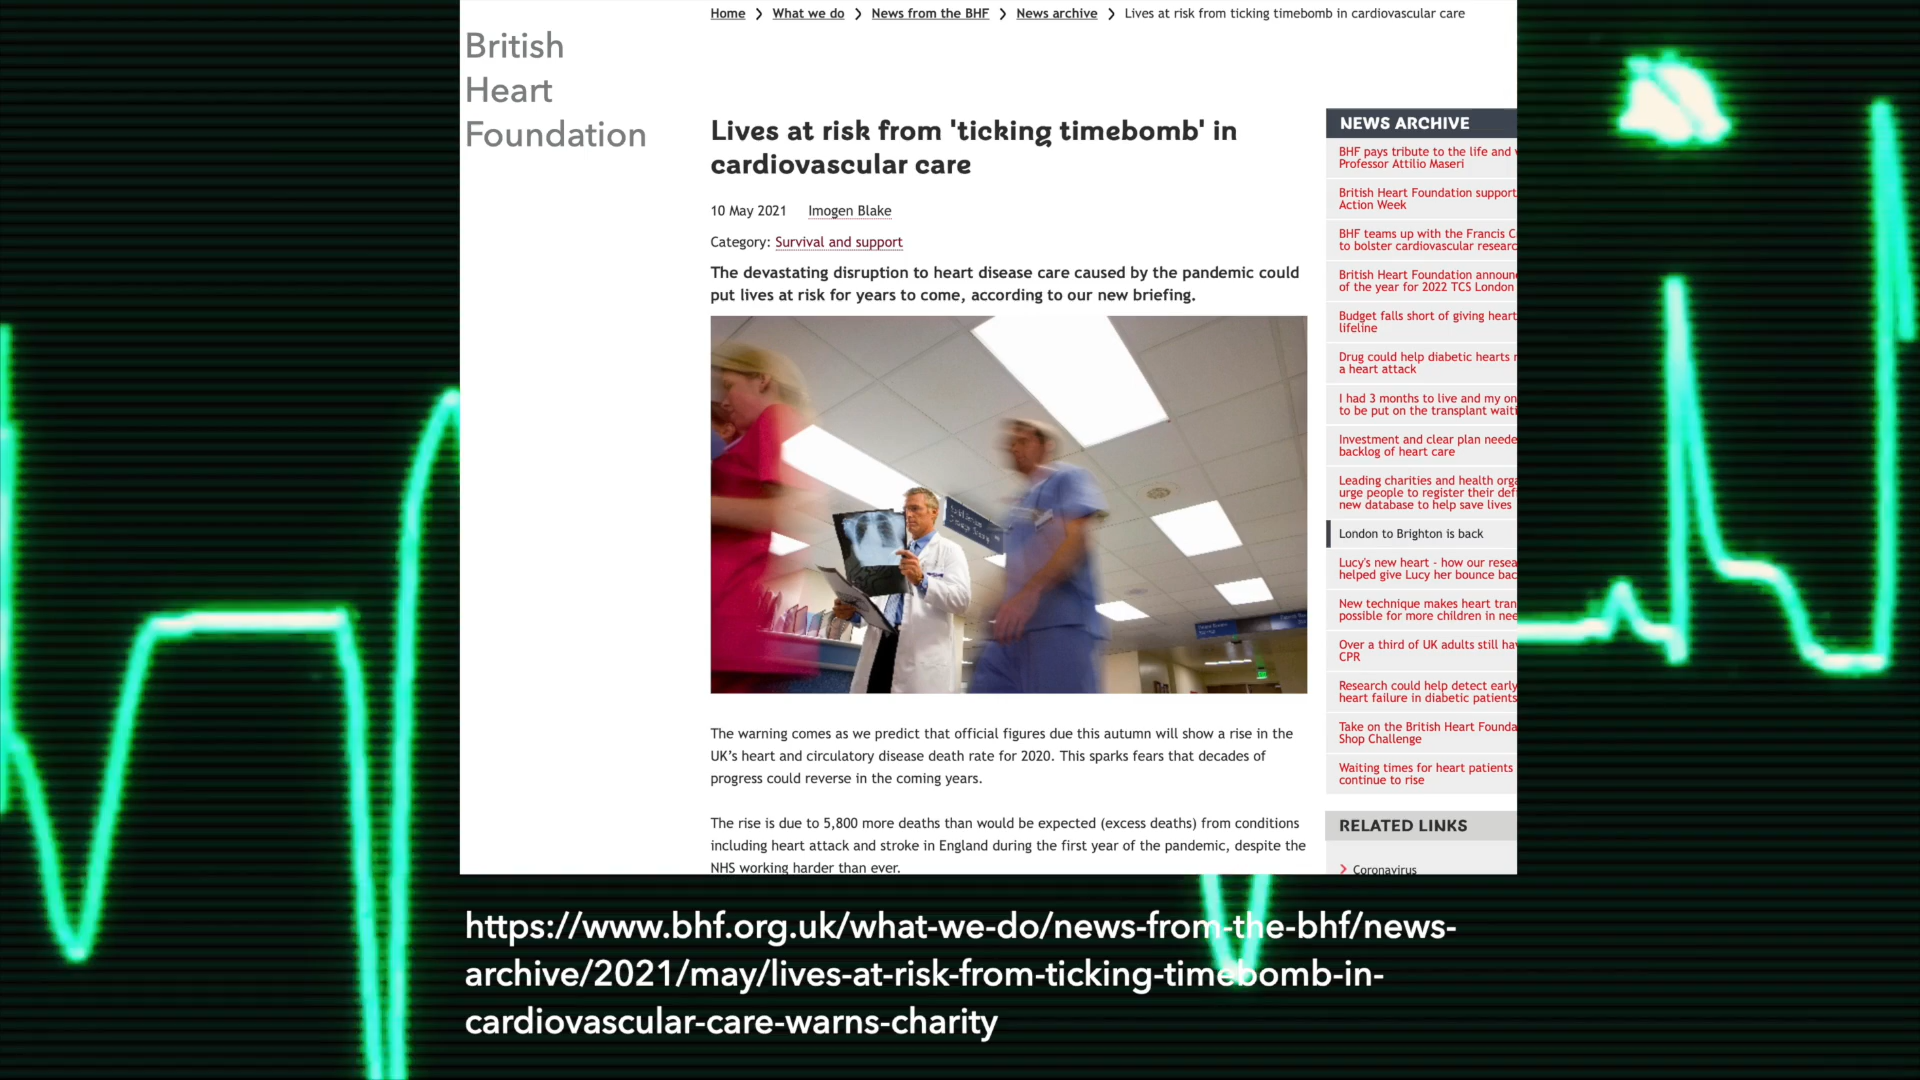 Home > What we do > News from the BHF > News archive > Lives at risk from ticking timebomb in cardiovascular care
British
Heart
Foundation
Lives at risk from 'ticking timebomb' in
cardiovascular care
10 May 2021 Imogen Blake
Category: Survival and support
The devastating disruption to heart disease care caused by the pandemic could
put lives at risk for years to come, according to our new briefing.
The warning comes as we predict that official figures due this autumn will show a rise in the
UK's heart and circulatory disease death rate for 2020. This sparks fears that decades of
progress could reverse in the coming years.
The rise is due to 5,800 more deaths than would be expected (excess deaths) from conditions
including heart attack and stroke in England during the first year of the pandemic, despite the
NHS working harder than ever.
NEWS ARCHIVE
BHF pays tribute to the life and
Professor Attilio Maseri
British Heart Foundation support
Action Week
BHF teams up with the Francis C
to bolster cardiovascular researc
British Heart Foundation announ
of the year for 2022 TCS London
Budget falls short of giving heart
lifeline
Drug could help diabetic hearts
a heart attack
I had 3 months to live and my on
to be put on the transplant waiti
Investment and clear plan neede
backlog of heart care
Leading charities and health orga
urge people to register their def
new database to help save lives
London to Brighton is back
Lucy's new heart - how our resea
helped give Lucy her bounce bac
New technique makes heart tran
possible for more children in nee
Over a third of UK adults still ha
CPR
Research could help detect early
heart failure in diabetic patients
Take on the British Heart Founda
Shop Challenge
Waiting times for heart patients
continue to rise
RELATED LINKS
> Coronavirus
https://www.bhf.org.uk/what-we-do/news-from-the-bhf/news-
archive/2021/may/lives-at-risk-from-ticking-timebomb-in-
cardiovascular-care-warns-charity